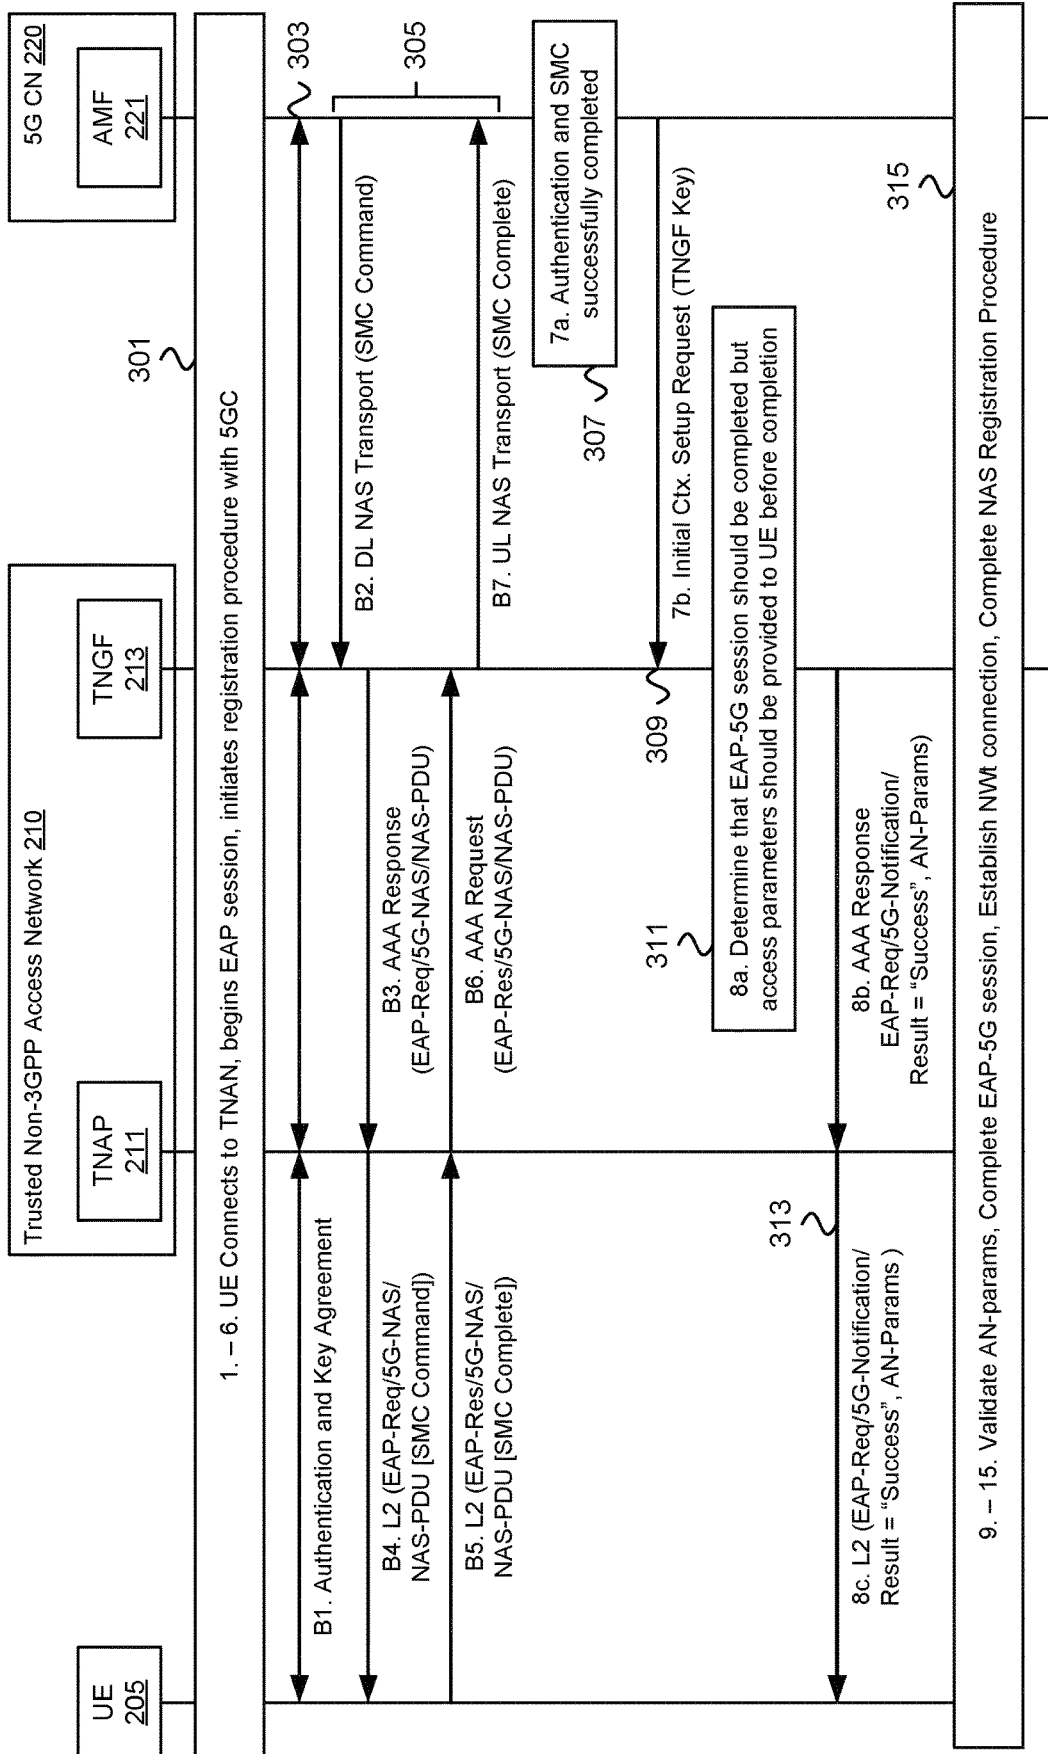 UE
205
Trusted Non-3GPP Access Network 210
TNAP
211
TNGF
213
5G CN 220
AMF
221
301
1. – 6. UE Connects to TNAN, begins EAP session, initiates registration procedure with 5GC
303
B1. Authentication and Key Agreement
B2. DL NAS Transport (SMC Command)
305
B3. AAA Response
(EAP-Req/5G-NAS/NAS-PDU)
B4. L2 (EAP-Req/5G-NAS/
NAS-PDU [SMC Command])
B5. L2 (EAP-Res/5G-NAS/
NAS-PDU [SMC Complete])
B6. AAA Request
(EAP-Res/5G-NAS/NAS-PDU)
B7. UL NAS Transport (SMC Complete)
307
7a. Authentication and SMC
successfully completed
309
7b. Initial Ctx. Setup Request (TNGF Key)
311
8a. Determine that EAP-5G session should be completed but
access parameters should be provided to UE before completion
8b. AAA Response
EAP-Req/5G-Notification/
Result = “Success”, AN-Params)
313
8c. L2 (EAP-Req/5G-Notification/
Result = “Success”, AN-Params )
315
9. – 15. Validate AN-params, Complete EAP-5G session, Establish NWt connection, Complete NAS Registration Procedure